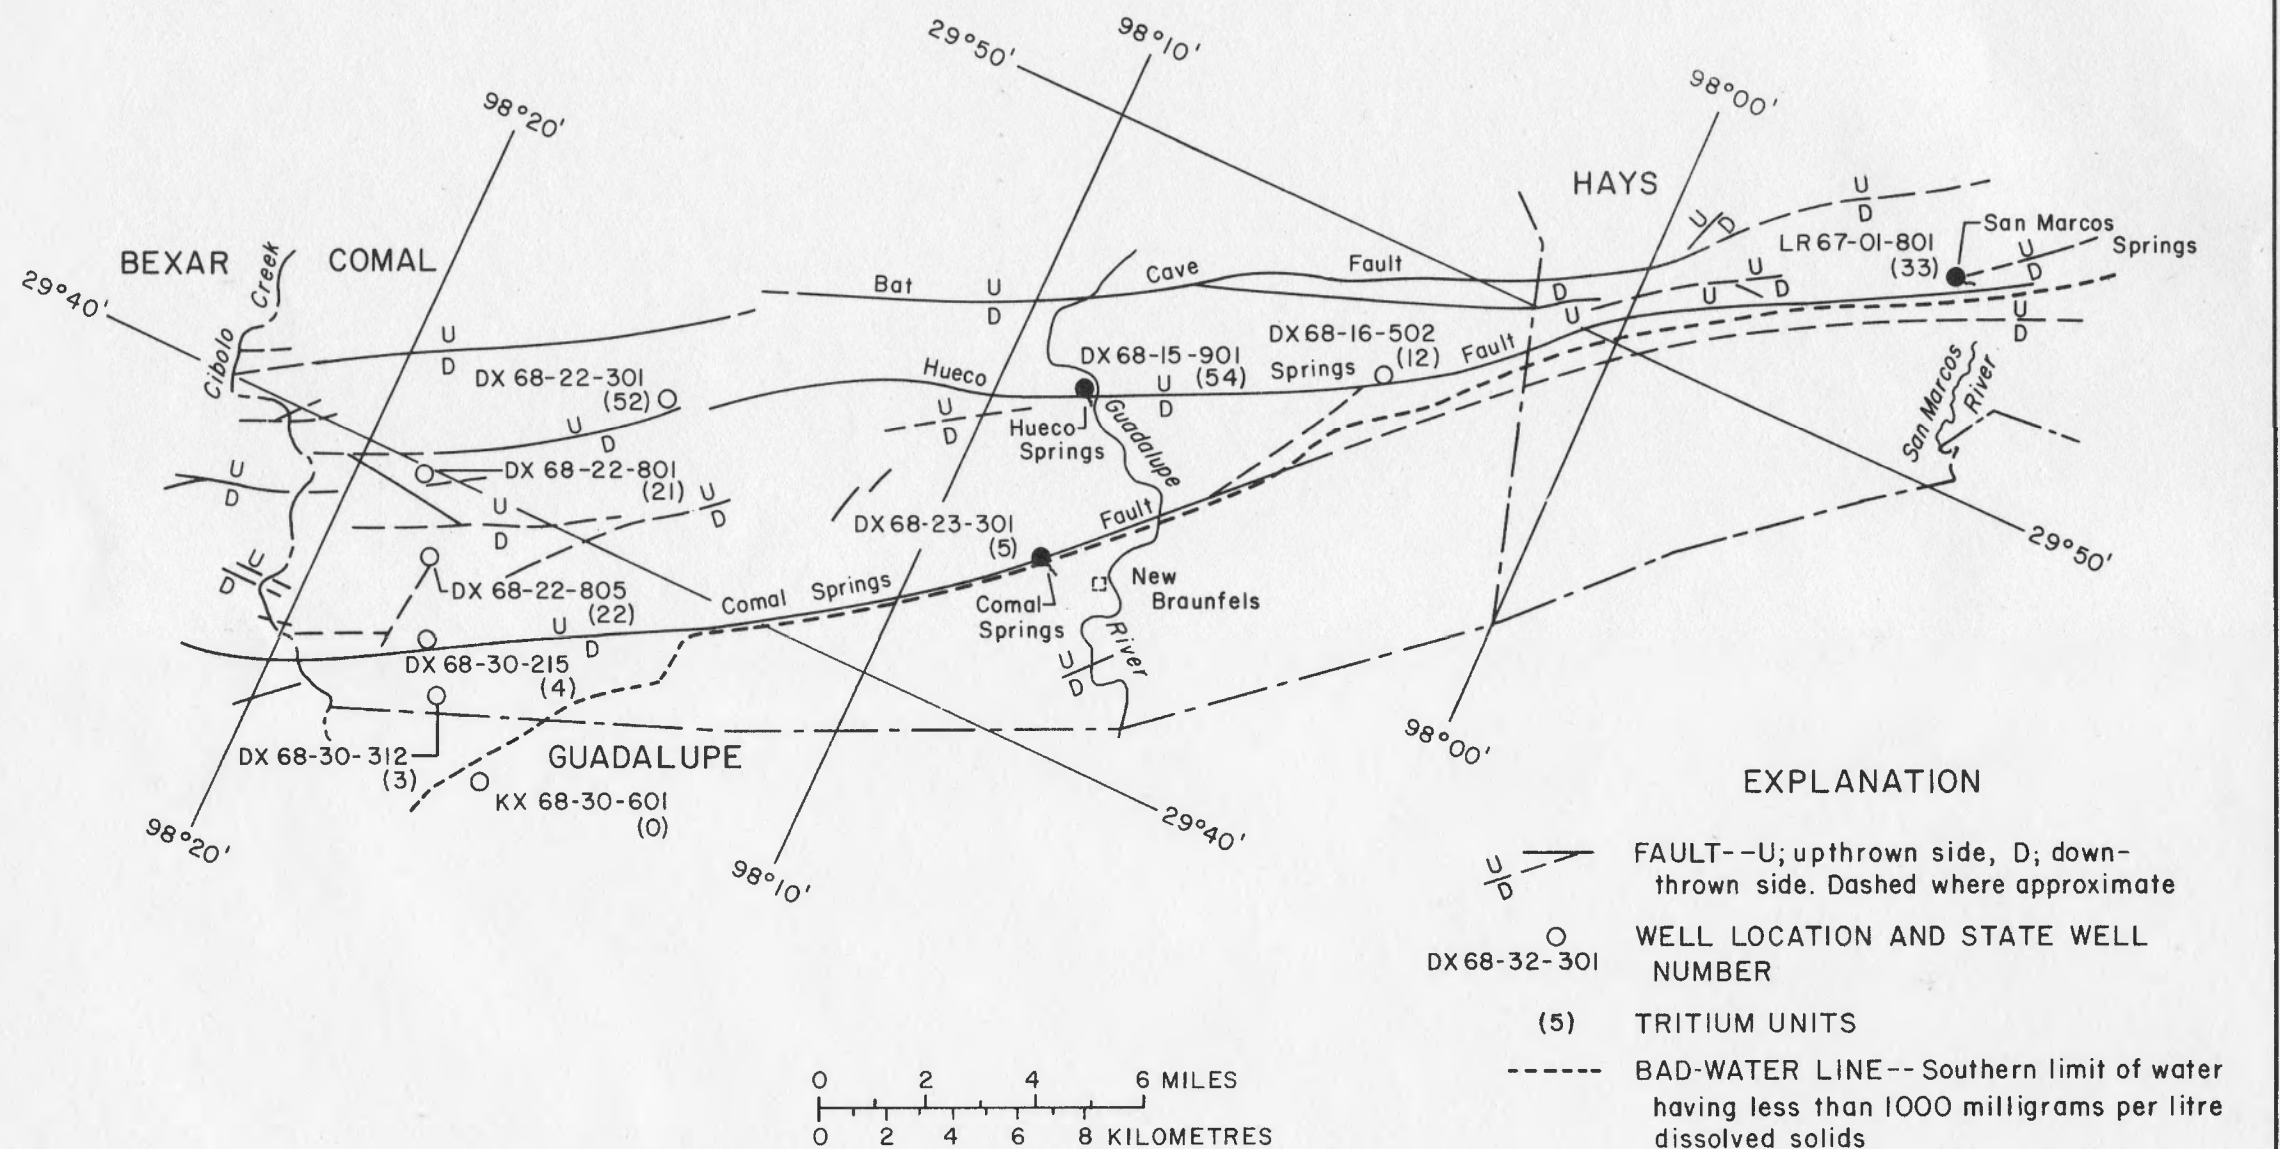 29°50'
98°10'
98°00'
98°20'
HAYS
U
D
U
D
San Marcos
Springs
LR 67-01-801
(33)
U
D
BEXAR
COMAL
Cibolo
Creek
29°40'
Bat
U
D
Cave
Fault
U
D
U
D
D
U
U
D
DX 68-16-502
(12)
Springs
Fault
Hueco
DX 68-15-901
(54)
U
D
DX 68-22-301
(52)
U
D
U
D
Hueco
Springs
Guadalupe
San Marcos
River
DX 68-22-801
(21)
U
D
U
D
U
D
DX 68-23-301
(5)
Fault
29°50'
U
D
DX 68-22-805
(22)
Comal
Springs
New
Braunfels
Comal
Springs
U
D
River
U
D
DX 68-30-215
(4)
98°00'
DX 68-30-312
(3)
GUADALUPE
KX 68-30-601
(0)
98°20'
98°10'
29°40'
EXPLANATION
U
D
FAULT--U; upthrown side, D; down-
thrown side. Dashed where approximate
DX 68-32-301
WELL LOCATION AND STATE WELL
NUMBER
(5)
TRITIUM UNITS
BAD-WATER LINE-- Southern limit of water
having less than 1000 milligrams per litre
dissolved solids
0 2 4 6 MILES
0 2 4 6 8 KILOMETRES